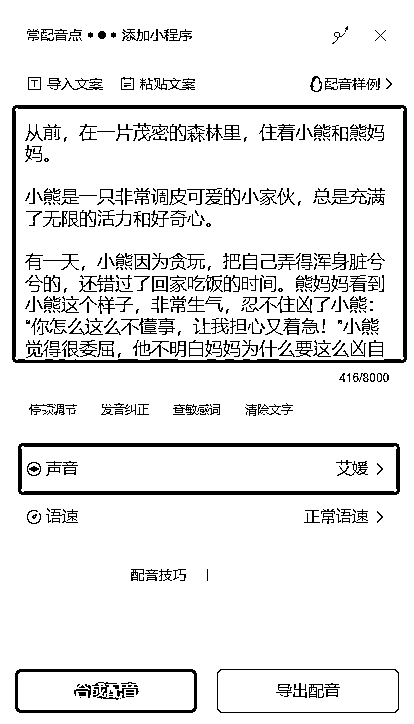 常配音点•••添加小程序
导入文案 粘贴文案 配音样例
从前，在一片茂密的森林里，住着小熊和熊妈
妈。
小熊是一只非常调皮可爱的小家伙，总是充满
了无限的活力和好奇心。
有一天，小熊因为贪玩，把自己弄得浑身脏兮
兮的，还错过了回家吃饭的时间。熊妈妈看到
小熊这个样子，非常生气，忍不住凶了小熊：
“你怎么这么不懂事，让我担心又着急！”小熊
觉得很委屈，他不明白妈妈为什么要这么凶自
416/8000
停顿调节 发音纠正 查敏感词 清除文字
声音 艾媛
语速 正常语速
配音技巧
合成配音 导出配音